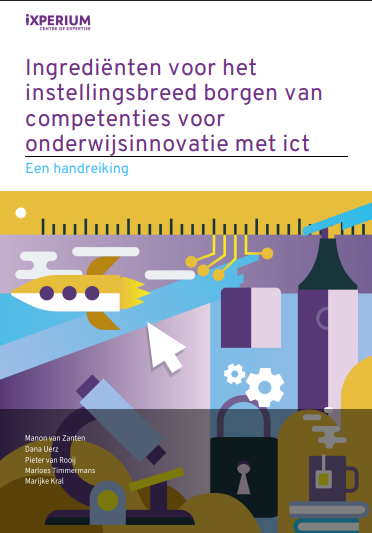 iXPERIUM
CENTRE OF EXPERTISE
Ingrediënten voor het
instellingsbreed borgen van
competenties voor
onderwijsinnovatie met ict
Een handreiking
Manon van Zanten
Dana Uerz
Pieter van Rooij
Marloes Timmermans
Marijke Kral